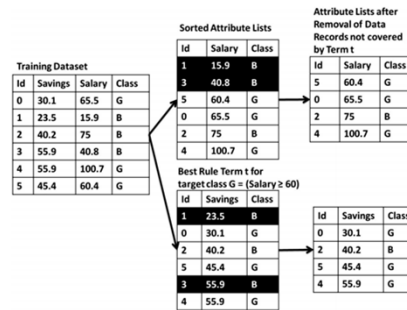 Sorted Attribute Lists
Id Salary Class
1 15.9 B
3 40.8 B
5 60.4 G
0 65.5 G
2 75 B
4 100.7 G
Attribute Lists after
Removal of Data
Records not covered
by Term t
Id Salary Class
5 60.4 G
0 65.5 G
2 75 B
4 100.7 G
Training Dataset
Id Savings Salary Class
0 30.1 65.5 G
1 23.5 15.9 B
2 40.2 75 B
3 55.9 40.8 B
4 55.9 100.7 G
5 45.4 60.4 G
Best Rule Term t for
target class G = (Salary ≥ 60)
Id Savings Class
1 23.5 B
0 30.1 G
2 40.2 B
5 45.4 G
3 55.9 B
4 55.9 G
Id Savings Class
0 30.1 G
2 40.2 B
5 45.4 G
4 55.9 G